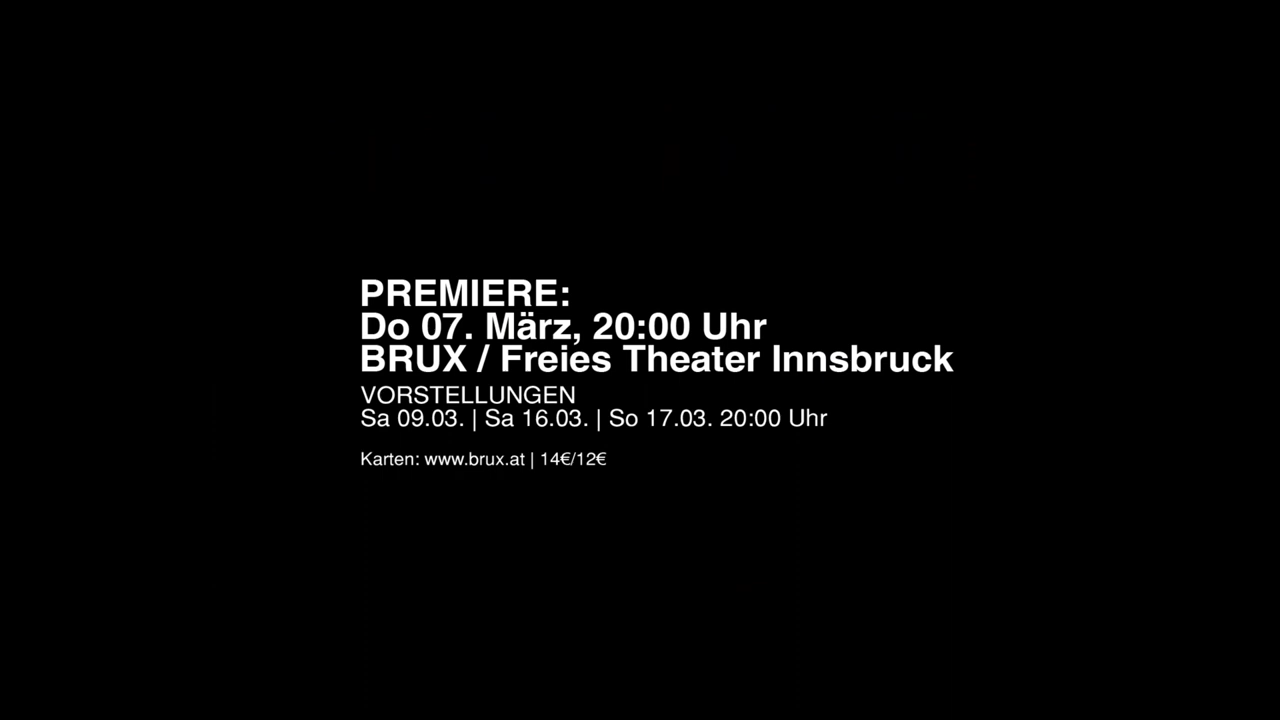 PREMIERE:
Do 07. März, 20:00 Uhr
BRUX / Freies Theater Innsbruck
VORSTELLUNGEN
Sa 09.03. | Sa 16.03. | So 17.03. 20:00 Uhr
Karten: www.brux.at | 14€/12€